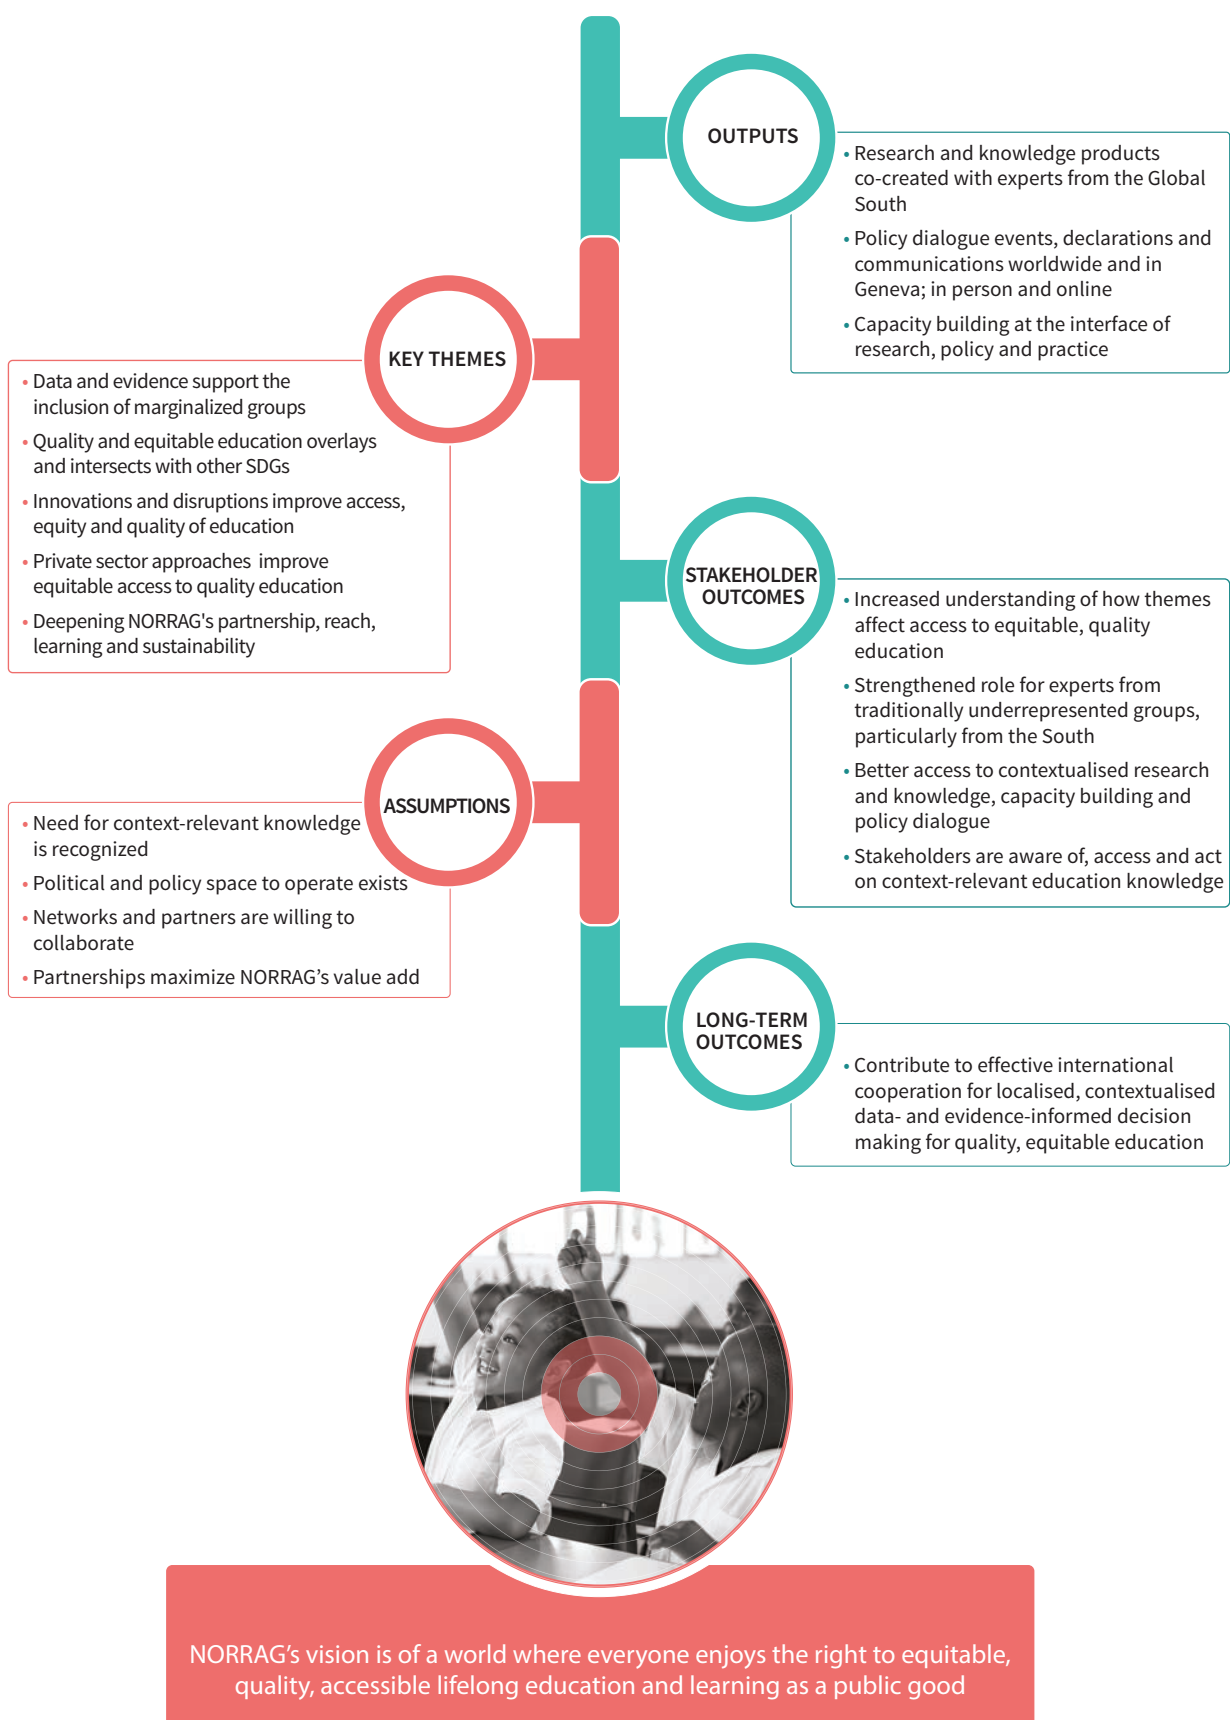 OUTPUTS
• Research and knowledge products
co-created with experts from the Global
South
• Policy dialogue events, declarations and
communications worldwide and in
Geneva; in person and online
• Capacity building at the interface of
research, policy and practice
KEY THEMES
• Data and evidence support the
inclusion of marginalized groups
• Quality and equitable education overlays
and intersects with other SDGs
• Innovations and disruptions improve access,
equity and quality of education
• Private sector approaches improve
equitable access to quality education
• Deepening NORRAG's partnership, reach,
learning and sustainability
STAKEHOLDER
OUTCOMES
• Increased understanding of how themes
affect access to equitable, quality
education
• Strengthened role for experts from
traditionally underrepresented groups,
particularly from the South
• Better access to contextualised research
and knowledge, capacity building and
policy dialogue
• Stakeholders are aware of, access and act
on context-relevant education knowledge
ASSUMPTIONS
• Need for context-relevant knowledge
is recognized
• Political and policy space to operate exists
• Networks and partners are willing to
collaborate
• Partnerships maximize NORRAG’s value add
LONG-TERM
OUTCOMES
• Contribute to effective international
cooperation for localised, contextualised
data- and evidence-informed decision
making for quality, equitable education
NORRAG’s vision is of a world where everyone enjoys the right to equitable,
quality, accessible lifelong education and learning as a public good